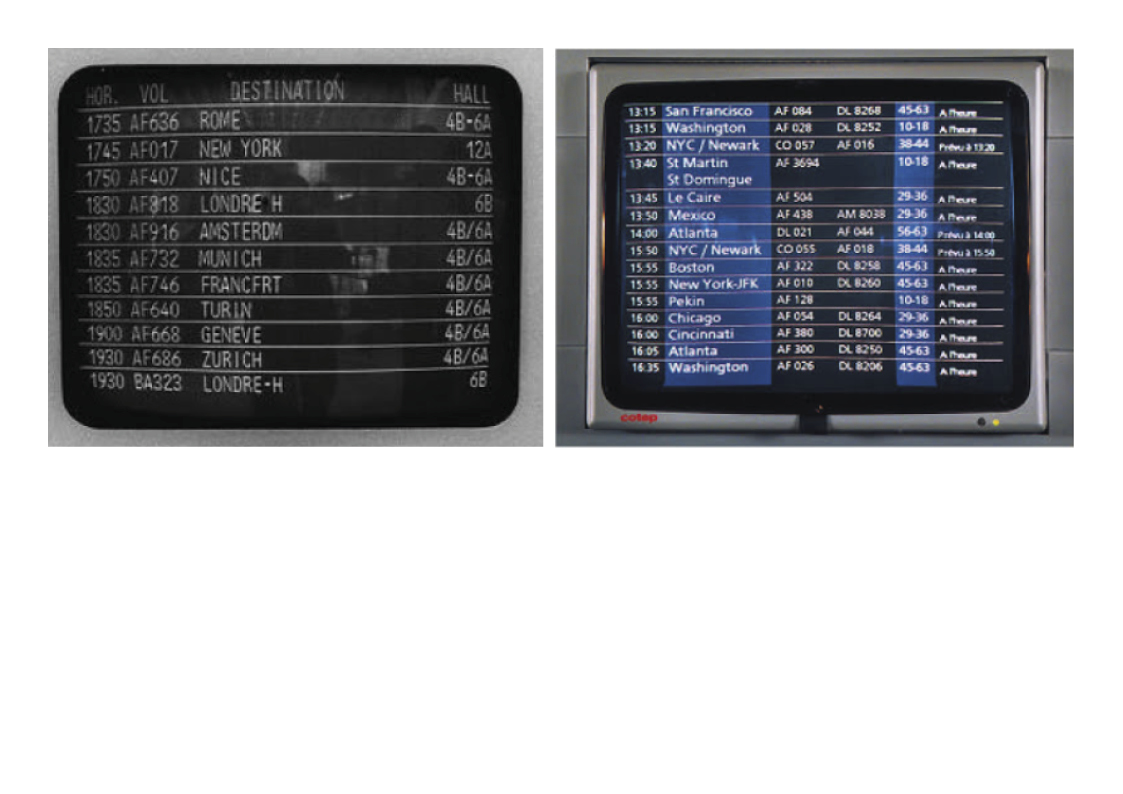 HOR. VOL DESTINATION HALL
1735 AF636 ROME 4B-6A
1745 AF017 NEW YORK 12A
1750 AF407 NICE 4B-6A
1830 AF818 LONDRE H 6B
1830 AF916 AMSTERDM 4B/6A
1835 AF732 MUNICH 4B/6A
1835 AF746 FRANCFRT 4B/6A
1850 AF640 TURIN 4B/6A
1900 AF668 GENEVE 4B/6A
1930 AF686 ZURICH 4B/6A
1930 BA323 LONDRE-H 6B
13:15 San Francisco AF 084 DL 8268 45-63 A l'heure
13:15 Washington AF 028 DL 8252 10-18 A l'heure
13:20 NYC / Newark CO 057 AF 016 38-44 Prévu à 13:20
13:40 St Martin AF 3694 10-18 A l'heure
St Domingue
13:45 Le Caire AF 504 29-36 A l'heure
13:50 Mexico AF 438 AM 8038 29-36 A l'heure
14:00 Atlanta DL 021 AF 044 56-63 Prévu à 14:00
15:50 NYC / Newark CO 055 AF 018 38-44 Prévu à 15:50
15:55 Boston AF 322 DL 8258 45-63 A l'heure
15:55 New York-JFK AF 010 DL 8260 45-63 A l'heure
15:55 Pekin AF 128 10-18 A l'heure
16:00 Chicago AF 054 DL 8264 29-36 A l'heure
16:00 Cincinnati AF 380 DL 8700 29-36 A l'heure
16:05 Atlanta AF 300 DL 8250 45-63 A l'heure
16:35 Washington AF 026 DL 8206 45-63 A l'heure
cotep